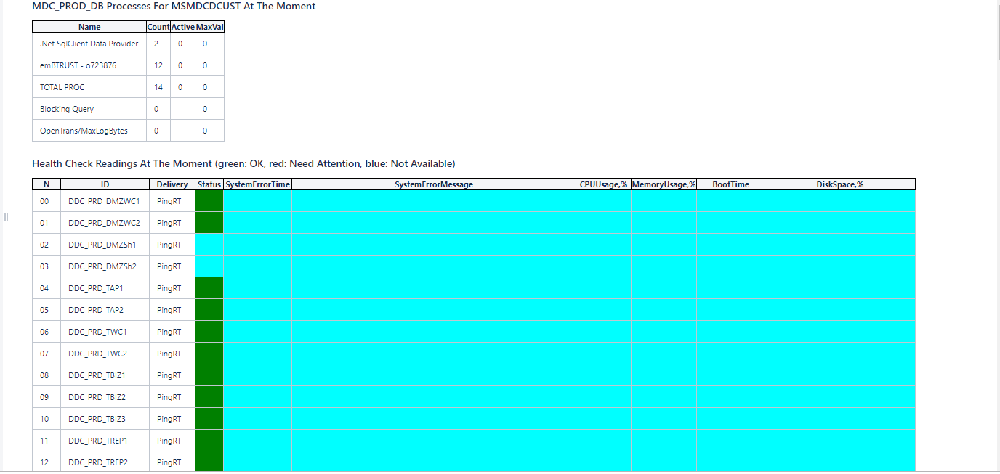 MDC_PROD_DB Processes For MSMDCDCUST At The Moment
Name Count Active MaxVal
.Net SqlClient Data Provider 2 0 0
emBTRUST - o723876 12 0 0
TOTAL PROC 14 0 0
Blocking Query 0 0
OpenTrans/MaxLogBytes 0 0
Health Check Readings At The Moment (green: OK, red: Need Attention, blue: Not Available)
N ID Delivery Status SystemErrorTime SystemErrorMessage CPUUsage,% MemoryUsage,% BootTime DiskSpace,%
00 DDC_PRD_DMZWC1 PingRT
01 DDC_PRD_DMZWC2 PingRT
02 DDC_PRD_DMZSh1 PingRT
03 DDC_PRD_DMZSh2 PingRT
04 DDC_PRD_TAP1 PingRT
05 DDC_PRD_TAP2 PingRT
06 DDC_PRD_TWC1 PingRT
07 DDC_PRD_TWC2 PingRT
08 DDC_PRD_TBIZ1 PingRT
09 DDC_PRD_TBIZ2 PingRT
10 DDC_PRD_TBIZ3 PingRT
11 DDC_PRD_TREP1 PingRT
12 DDC_PRD_TREP2 PingRT